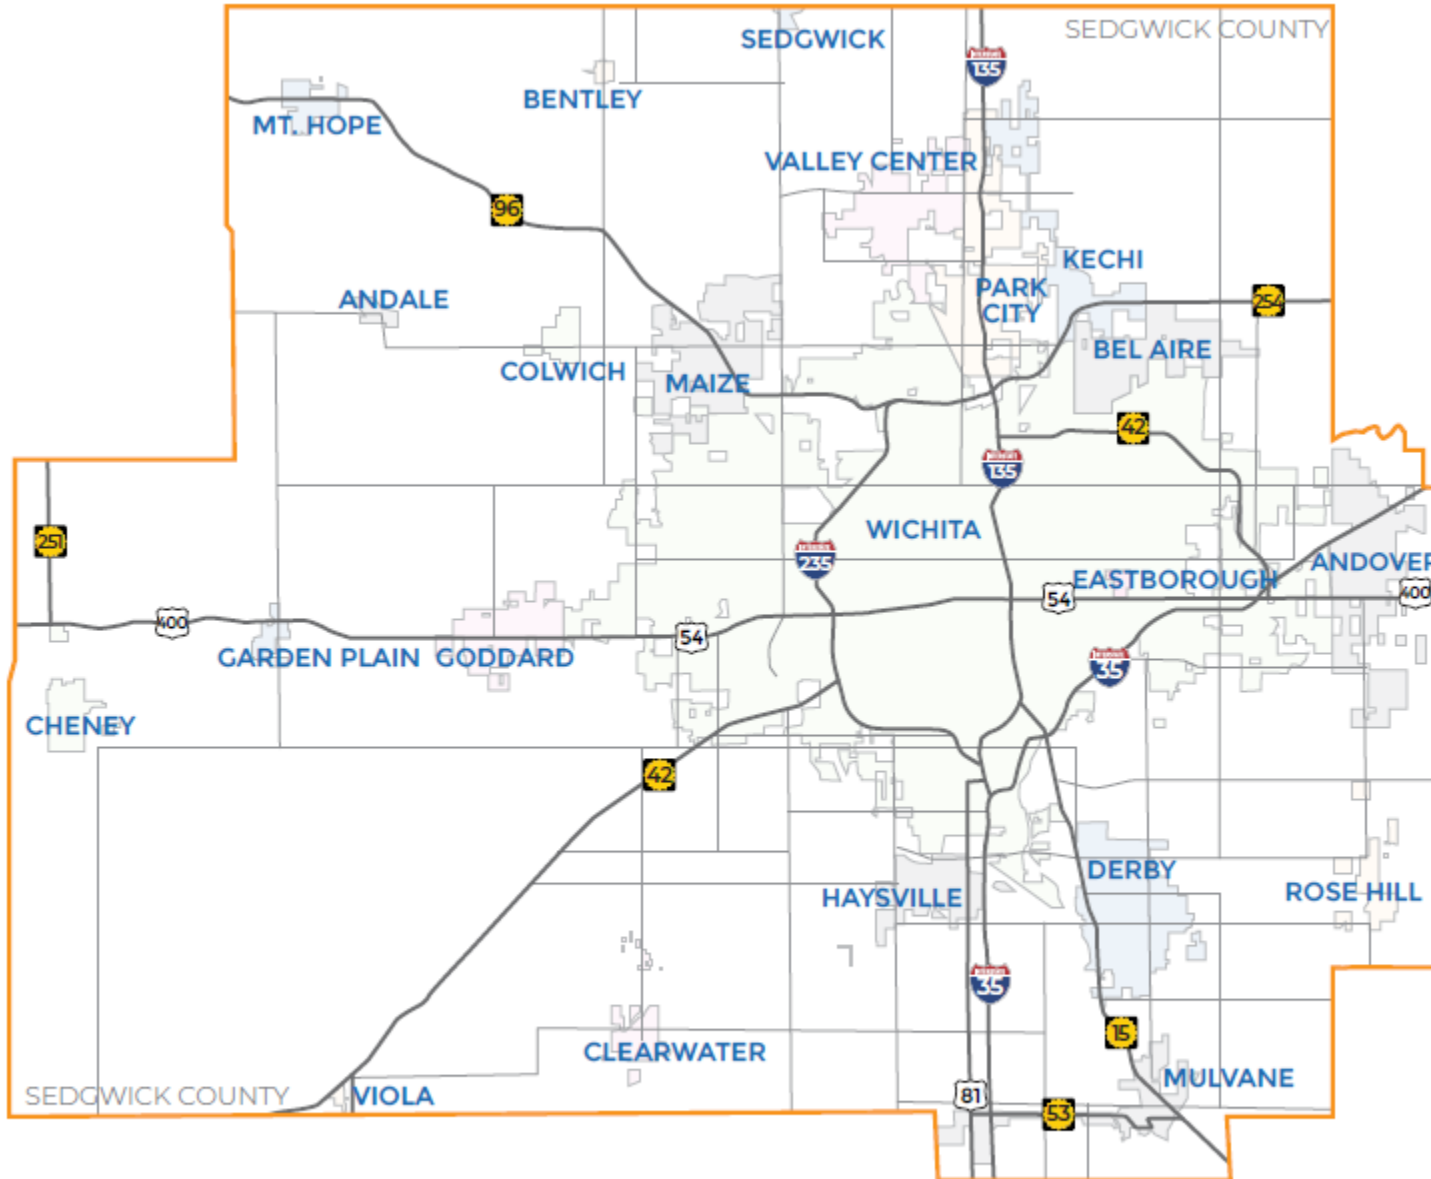 SEDGWICK COUNTY
SEDGWICK
135
BENTLEY
MT. HOPE
VALLEY CENTER
96
KECHI
PARK
CITY
254
ANDALE
BEL AIRE
COLWICH
MAIZE
42
135
WICHITA
251
235
ANDOVER
EASTBOROUGH
54
400
400
54
GARDEN PLAIN
GODDARD
35
CHENEY
42
DERBY
HAYSVILLE
ROSE HILL
35
15
CLEARWATER
MULVANE
SEDGWICK COUNTY
VIOLA
81
53